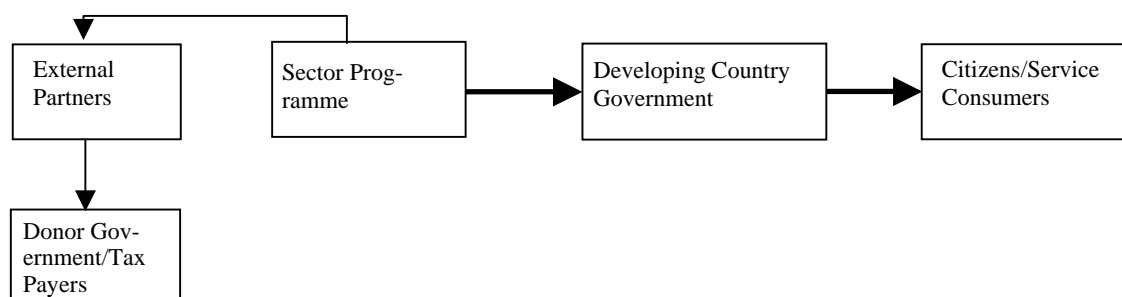 External
Partners
Sector Prog-
ramme
Developing Country
Government
Citizens/Service
Consumers
Donor Gov-
ernment/Tax
Payers